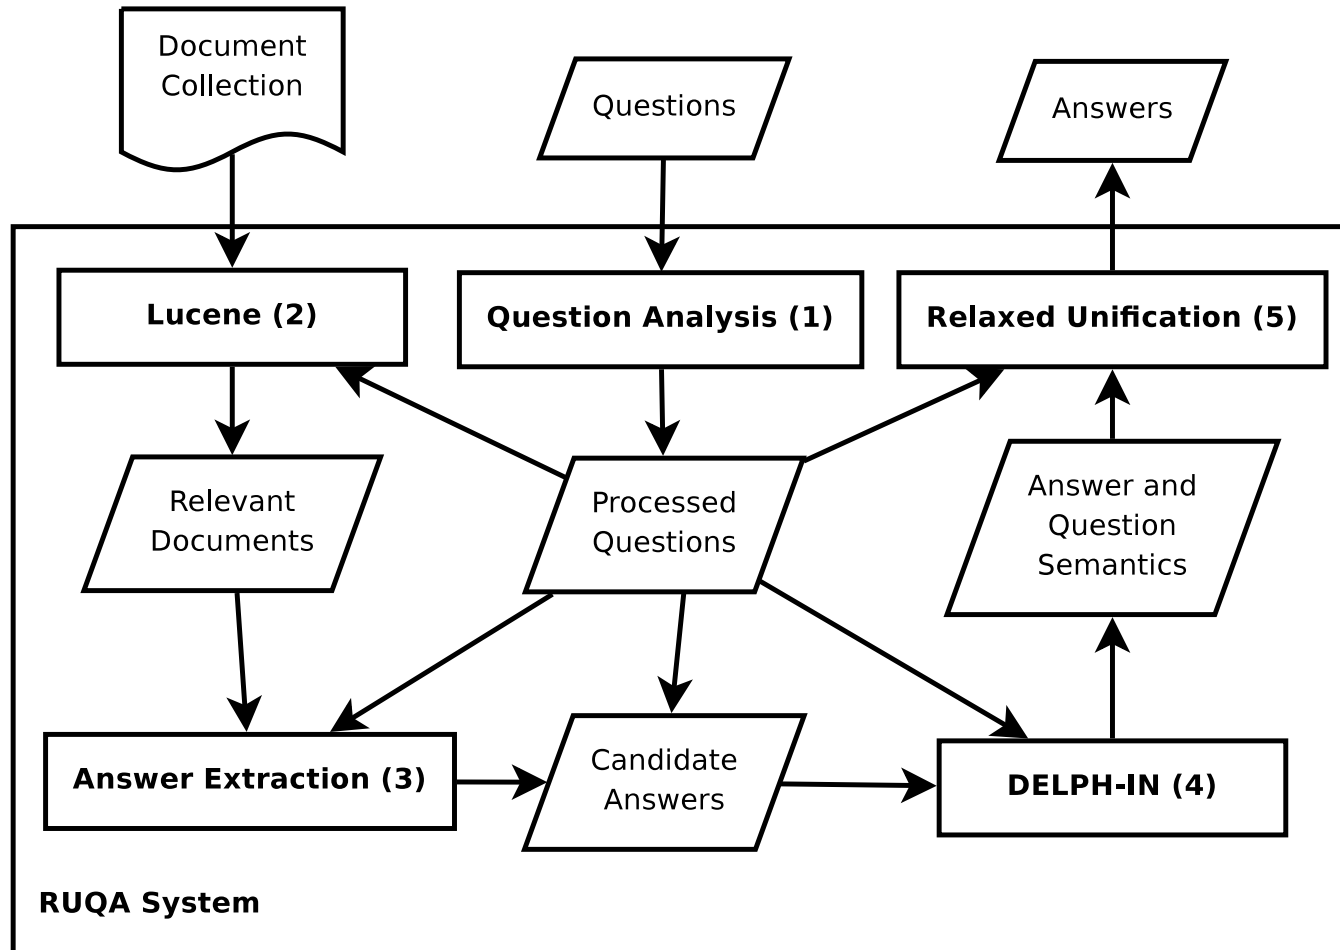 Document
Collection
Questions
Answers
Lucene (2)
Question Analysis (1)
Relaxed Unification (5)
Relevant
Documents
Processed
Questions
Answer and
Question
Semantics
Answer Extraction (3)
Candidate
Answers
DELPH-IN (4)
RUQA System